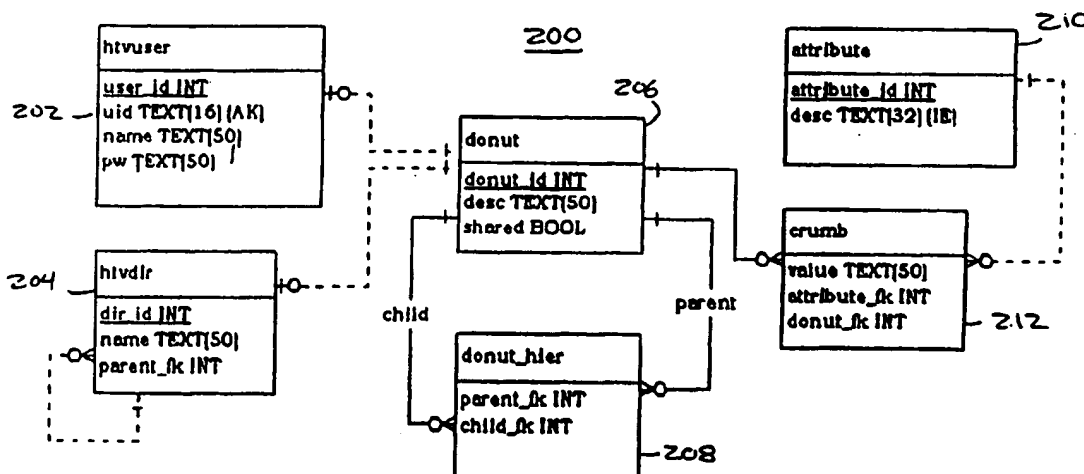 200
htvuser
user_id INT
uid TEXT(16) (AK)
name TEXT(50)
pw TEXT(50)
202
htvdir
dir_id INT
name TEXT(50)
parent_fk INT
204
donut
donut_id INT
desc TEXT(50)
shared BOOL
206
child
parent
donut_hier
parent_fk INT
child_fk INT
208
attribute
attribute_id INT
desc TEXT(32) (IE)
210
crumb
value TEXT(50)
attribute_fk INT
donut_fk INT
212